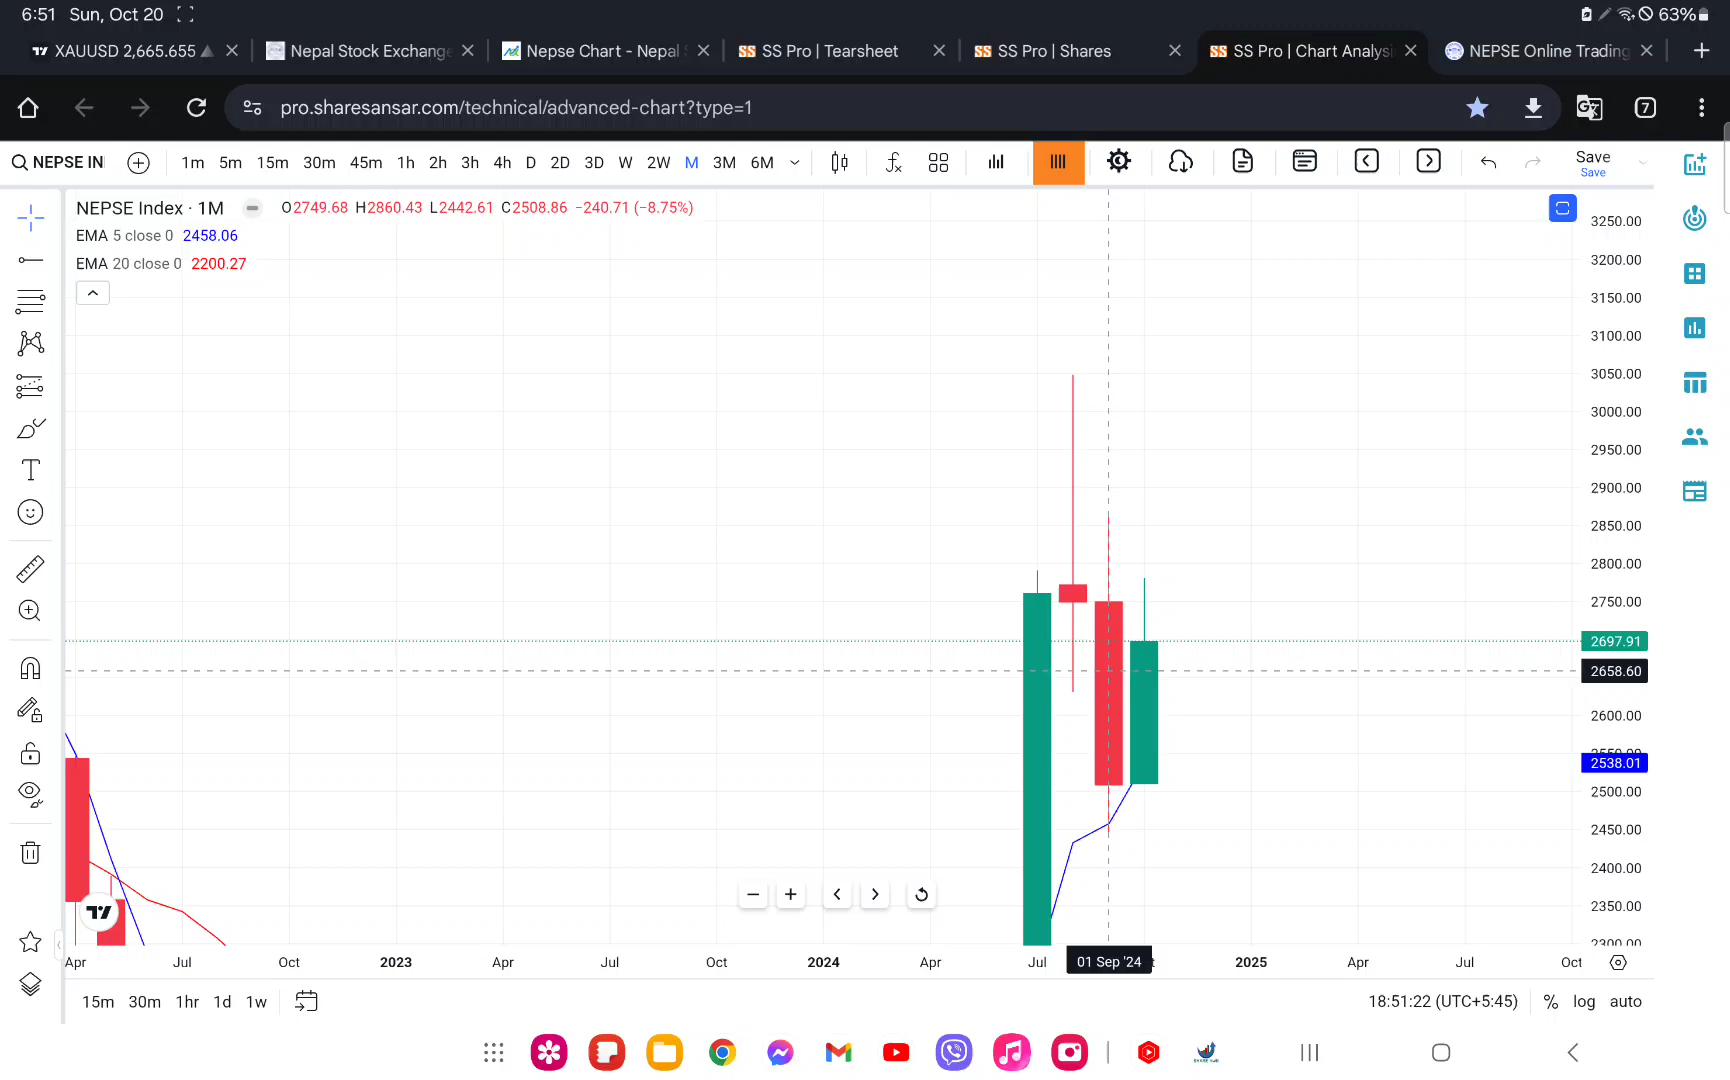 6:51 Sun, Oct 20 63%
XAUUSD 2,665.655 Nepal Stock Exchange Nepse Chart - Nepal S SS Pro | Tearsheet SS Pro | Shares SS Pro | Chart Analysi NEPSE Online Trading
pro.sharesansar.com/technical/advanced-chart?type=1 7
NEPSE IN 1m 5m 15m 30m 45m 1h 2h 3h 4h D 2D 3D W 2W M 3M 6M Save
Save
NEPSE Index · 1M O2749.68 H2860.43 L2442.61 C2508.86 −240.71 (−8.75%)
EMA 5 close 0 2458.06
EMA 20 close 0 2200.27
3250.00
3200.00
3150.00
3100.00
3050.00
3000.00
2950.00
2900.00
2850.00
2800.00
2750.00
2697.91
2658.60
2600.00
2550.00
2538.01
2500.00
2450.00
2400.00
2350.00
2300.00
Apr Jul Oct 2023 Apr Jul Oct 2024 Apr Jul 01 Sep '24 2025 Apr Jul Oct
15m 30m 1hr 1d 1w 18:51:22 (UTC+5:45) % log auto